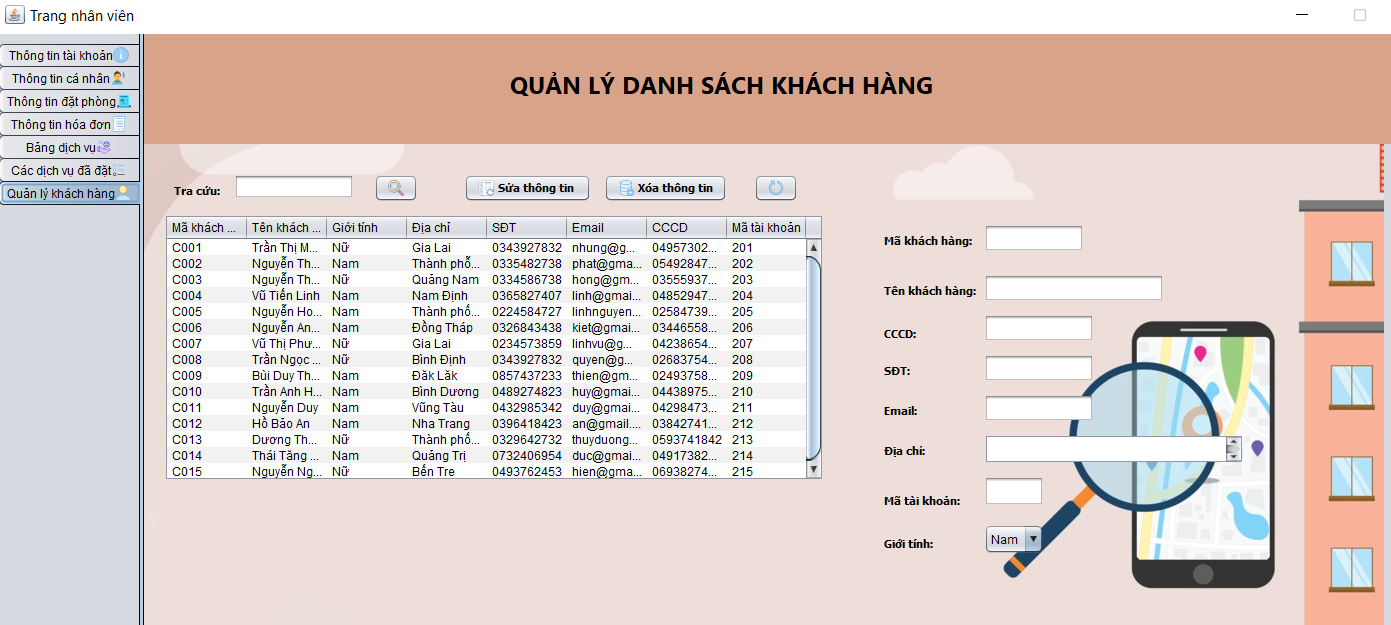 Trang nhân viên
Thông tin tài khoản
Thông tin cá nhân
Thông tin đặt phòng
Thông tin hóa đơn
Bảng dịch vụ
Các dịch vụ đã đặt
Quản lý khách hàng
QUẢN LÝ DANH SÁCH KHÁCH HÀNG
Tra cứu: Sửa thông tin Xóa thông tin
Mã khách ... Tên khách ... Giới tính Địa chỉ SĐT Email CCCD Mã tài khoản
C001 Trần Thị M... Nữ Gia Lai 0343927832 nhung@g... 04957302... 201
C002 Nguyễn Th... Nam Thành phố... 0335482738 phat@gma... 05492847... 202
C003 Nguyễn Th... Nữ Quảng Nam 0334586738 hong@gm... 03555937... 203
C004 Vũ Tiến Linh Nam Nam Định 0365827407 linh@gmai... 04852947... 204
C005 Nguyễn Ho... Nam Thành phố... 0224584727 linhnguyen... 02584739... 205
C006 Nguyễn An... Nam Đồng Tháp 0326843438 kiet@gmai... 03446558... 206
C007 Vũ Thị Phư... Nữ Gia Lai 0234573859 linhvu@g... 04238654... 207
C008 Trần Ngọc ... Nữ Bình Định 0343927832 quyen@g... 02683754... 208
C009 Bùi Duy Th... Nam Đăk Lăk 0857437233 thien@gm... 02493758... 209
C010 Trần Anh H... Nam Bình Dương 0489274823 huy@gmai... 04438975... 210
C011 Nguyễn Duy Nam Vũng Tàu 0432985342 duy@gmai... 04298473... 211
C012 Hồ Bảo An Nam Nha Trang 0396418423 an@gmail.... 03842741... 212
C013 Dương Th... Nữ Thành phố... 0329642732 thuyduong... 0593741842 213
C014 Thái Tăng ... Nam Quảng Trị 0732406954 duc@gmai... 04917382... 214
C015 Nguyễn Ng... Nữ Bến Tre 0493762453 hien@gma... 06938274... 215
Mã khách hàng:
Tên khách hàng:
CCCD:
SĐT:
Email:
Địa chỉ:
Mã tài khoản:
Giới tính: Nam